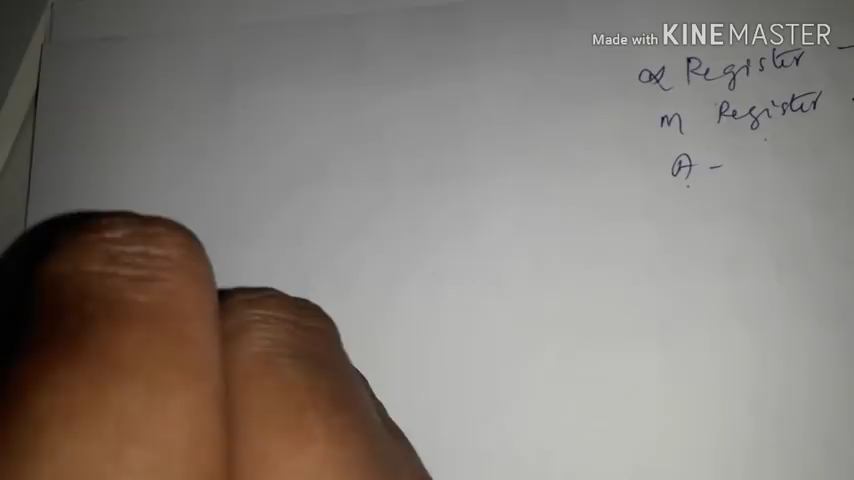 Made with KINEMASTER
Q Register -
M Register -
A -